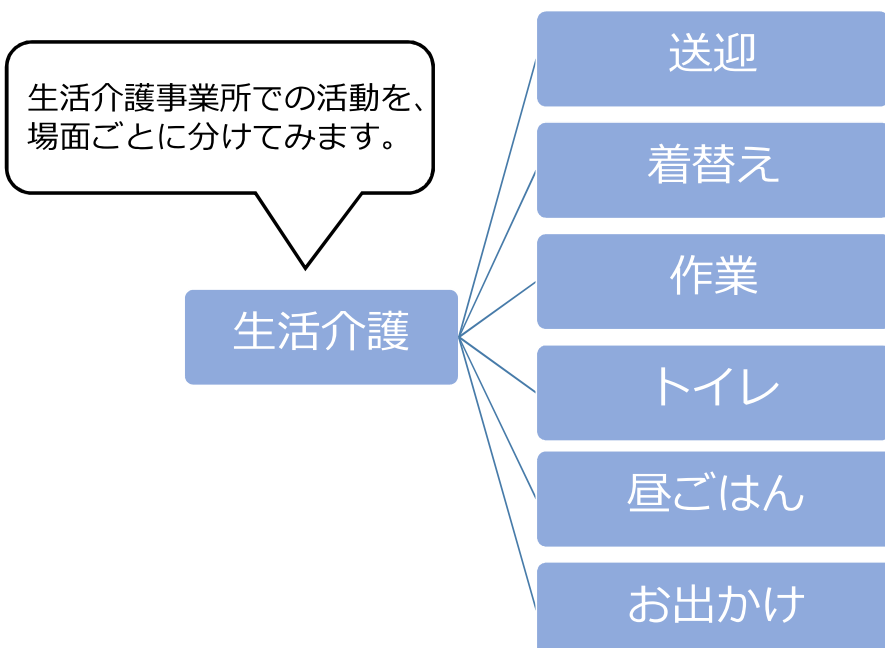 生活介護事業所での活動を、
場面ごとに分けてみます。
生活介護
送迎
着替え
作業
トイレ
昼ごはん
お出かけ